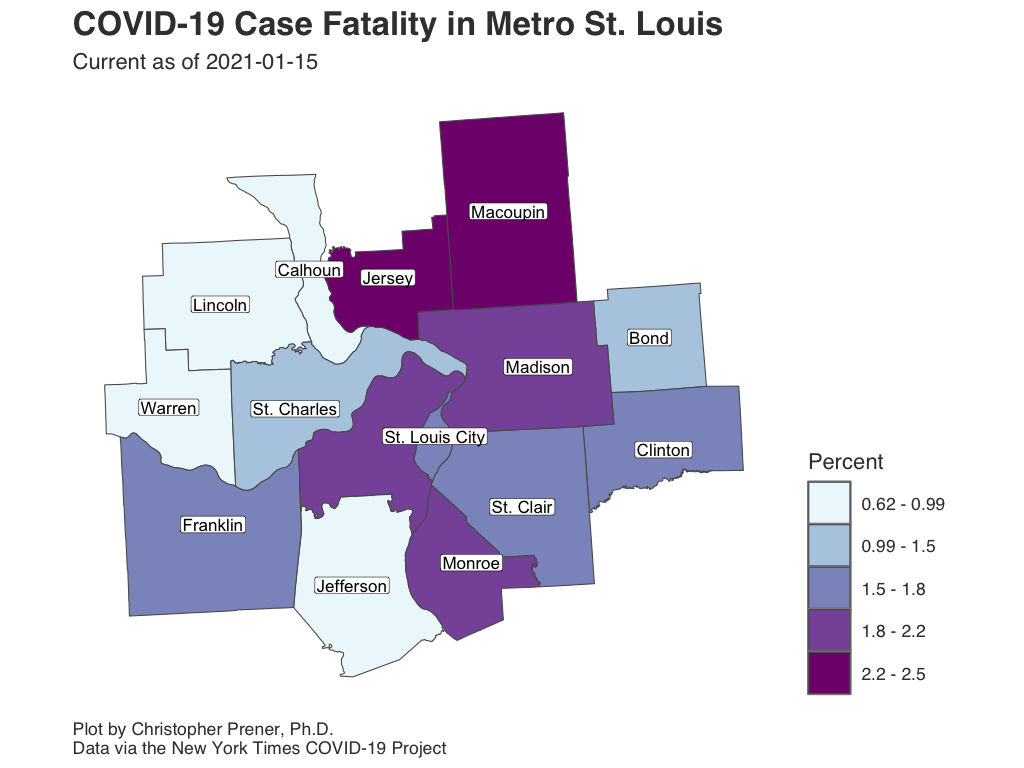 COVID-19 Case Fatality in Metro St. Louis
Current as of 2021-01-15
Macoupin
Calhoun
Jersey
Lincoln
Bond
Madison
Warren
St. Charles
St. Louis City
Clinton
St. Clair
Franklin
Monroe
Jefferson
Percent
0.62 - 0.99
0.99 - 1.5
1.5 - 1.8
1.8 - 2.2
2.2 - 2.5
Plot by Christopher Prener, Ph.D.
Data via the New York Times COVID-19 Project